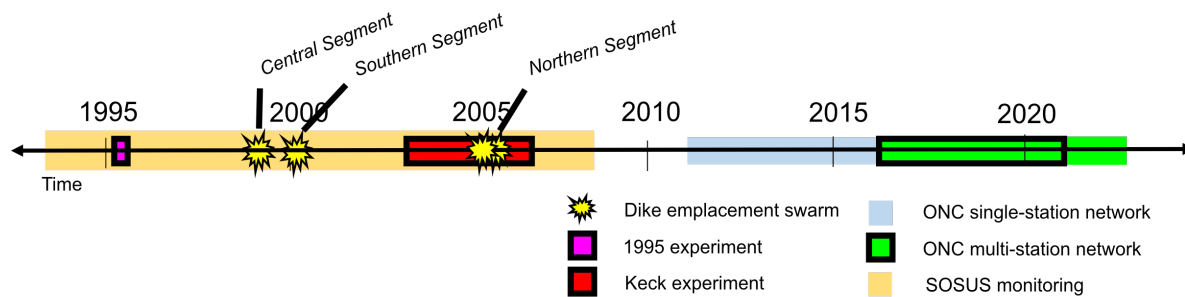 Central Segment
Southern Segment
Northern Segment
1995
2000
2005
2010
2015
2020
Time
Dike emplacement swarm
1995 experiment
Keck experiment
ONC single-station network
ONC multi-station network
SOSUS monitoring